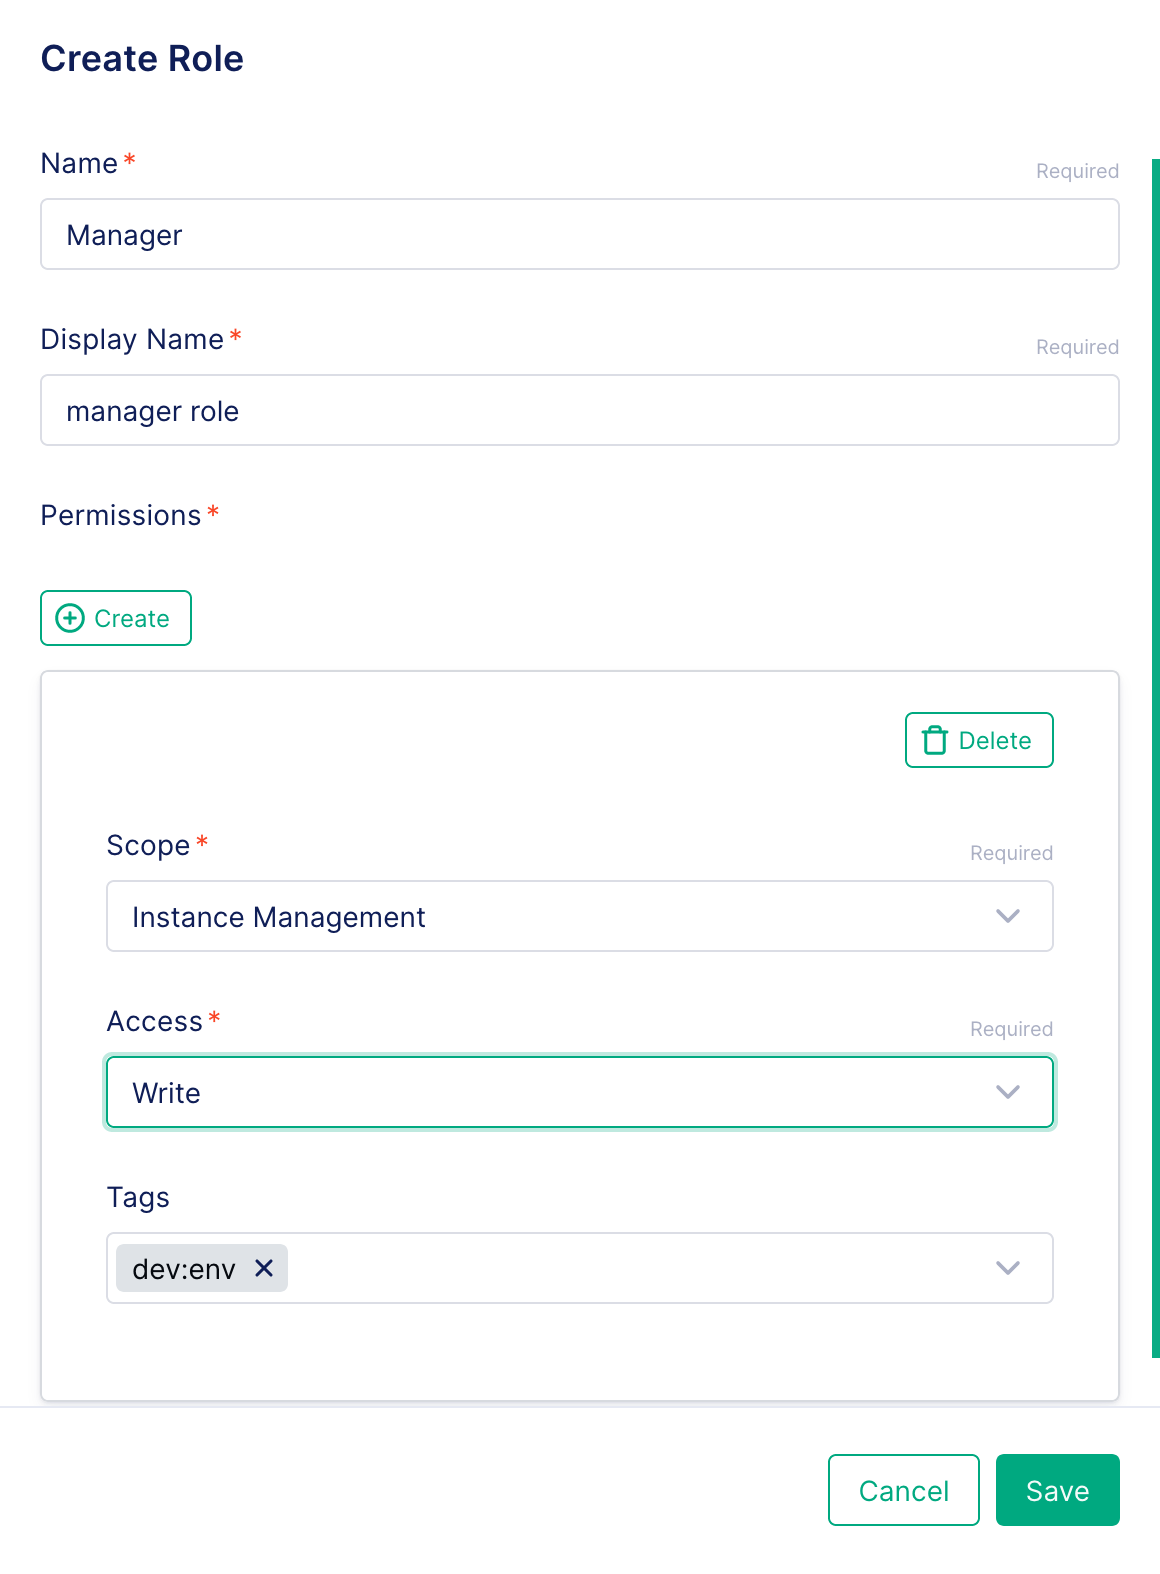 Create Role
Name*
Required
Manager
Display Name*
Required
manager role
Permissions*
Create
Delete
Scope*
Required
Instance Management
Access*
Required
Write
Tags
dev:env
Cancel
Save